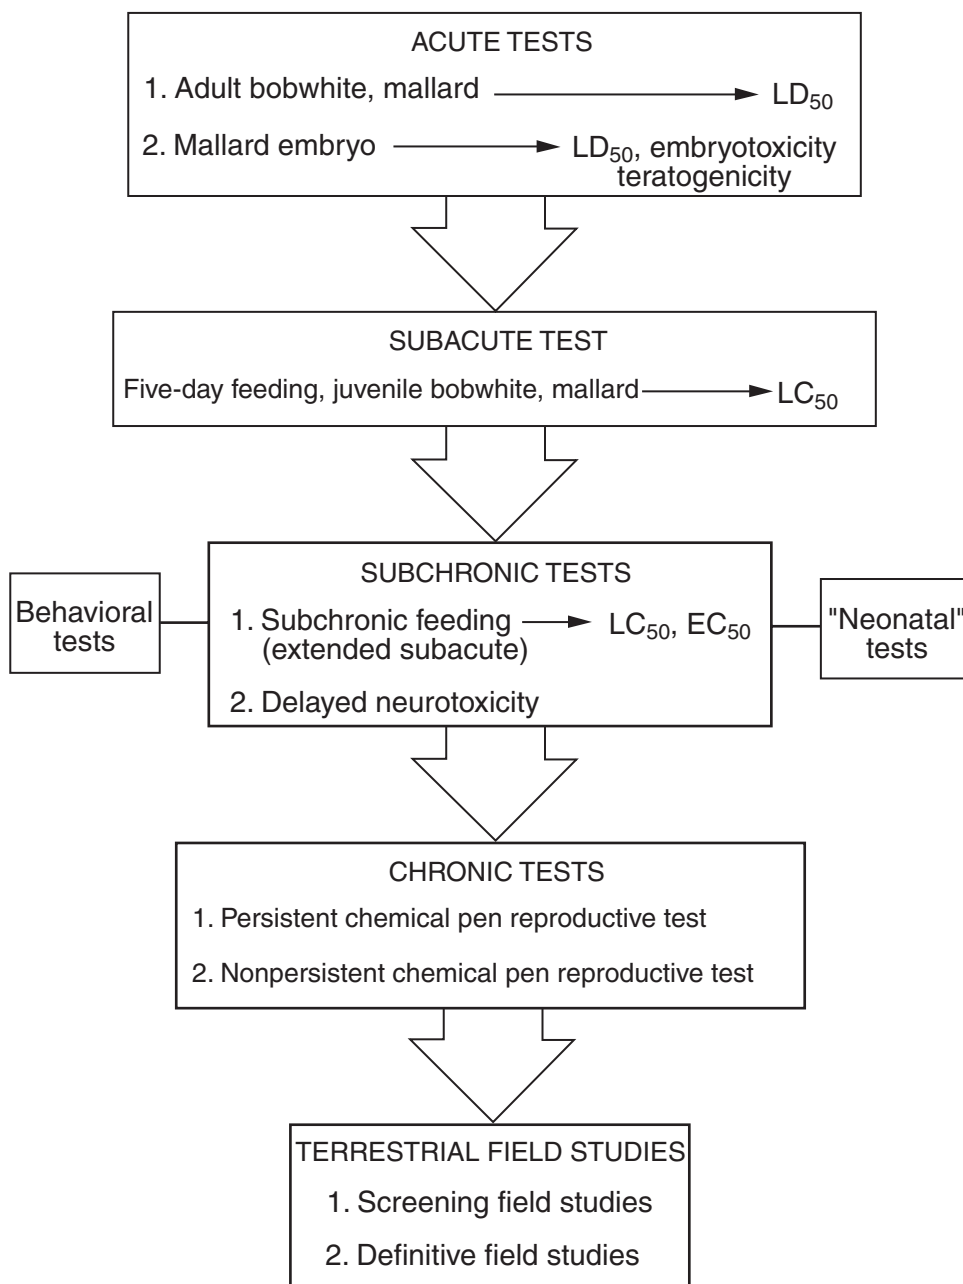 ACUTE TESTS
1. Adult bobwhite, mallard LD50
2. Mallard embryo LD50, embryotoxicity
teratogenicity
SUBACUTE TEST
Five-day feeding, juvenile bobwhite, mallard LC50
Behavioral
tests
SUBCHRONIC TESTS
1. Subchronic feeding LC50, EC50
(extended subacute)
2. Delayed neurotoxicity
"Neonatal"
tests
CHRONIC TESTS
1. Persistent chemical pen reproductive test
2. Nonpersistent chemical pen reproductive test
TERRESTRIAL FIELD STUDIES
1. Screening field studies
2. Definitive field studies